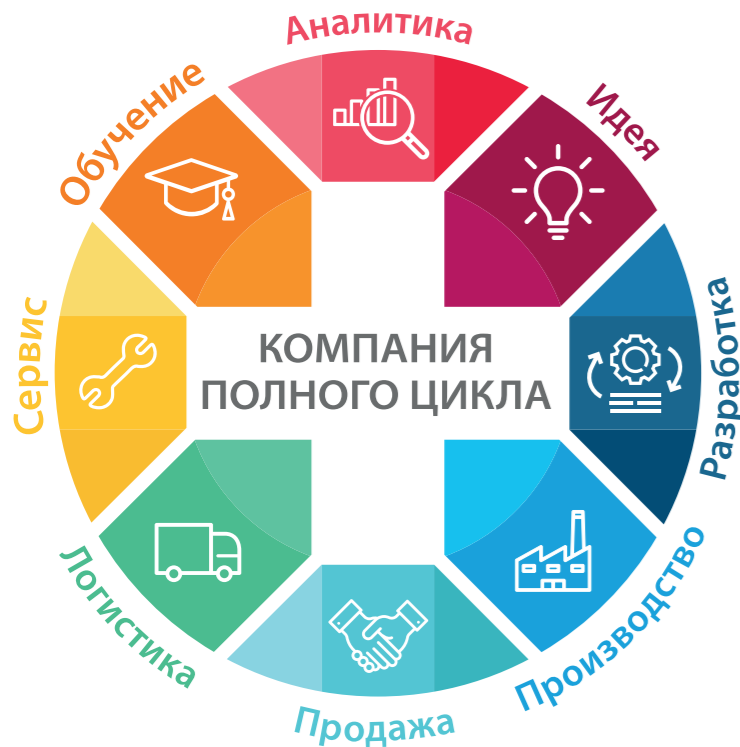 Аналитика
Идея
Разработка
Производство
Продажа
Логистика
Сервис
Обучение
КОМПАНИЯ
ПОЛНОГО ЦИКЛА